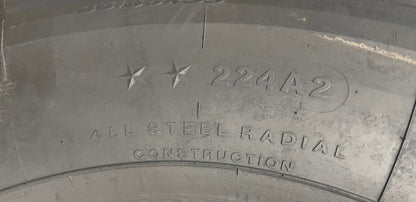 ★ ★ 224A2
ALL STEEL RADIAL
CONSTRUCTION